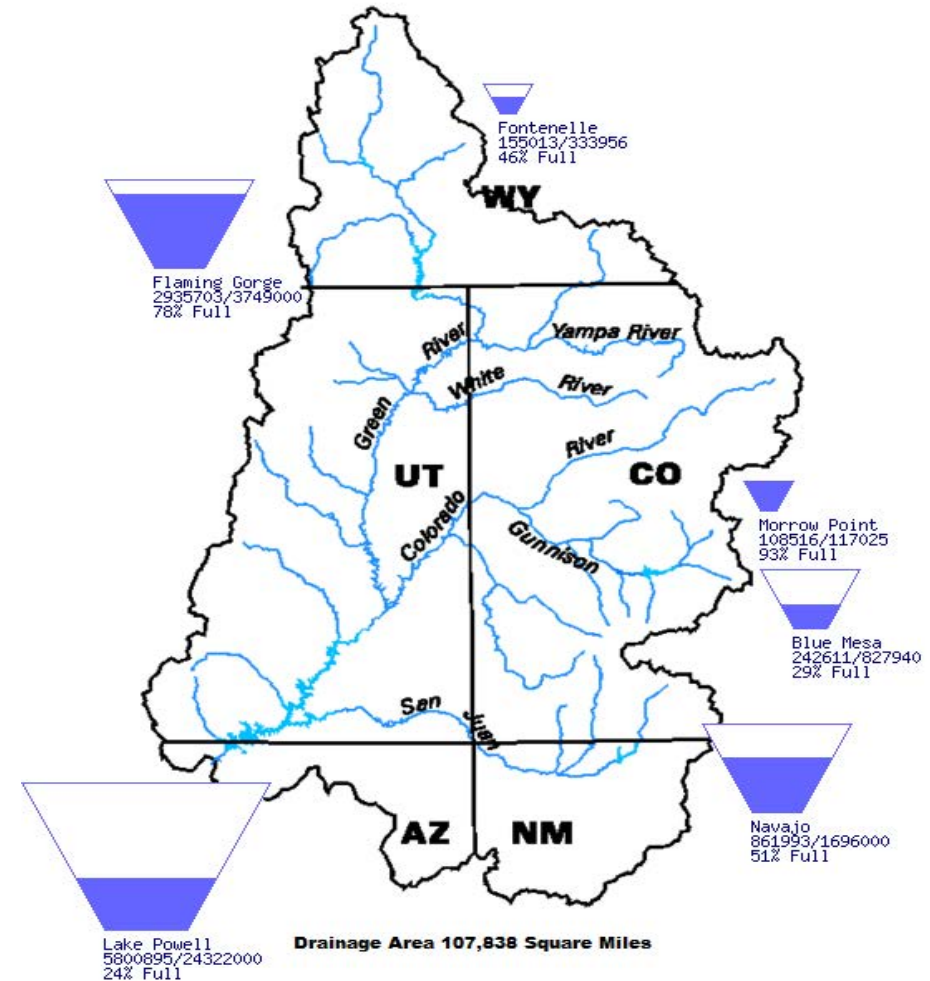 Fontenelle
155013/333956
46% Full
WY
Flaming Gorge
2935703/3749000
78% Full
Yampa River
Green River
White River
UT
CO
Colorado River
Gunnison
Morrow Point
108516/117025
93% Full
Blue Mesa
242611/827940
29% Full
San Juan
AZ
NM
Navajo
861993/1696000
51% Full
Lake Powell
5800895/24322000
24% Full
Drainage Area 107,838 Square Miles